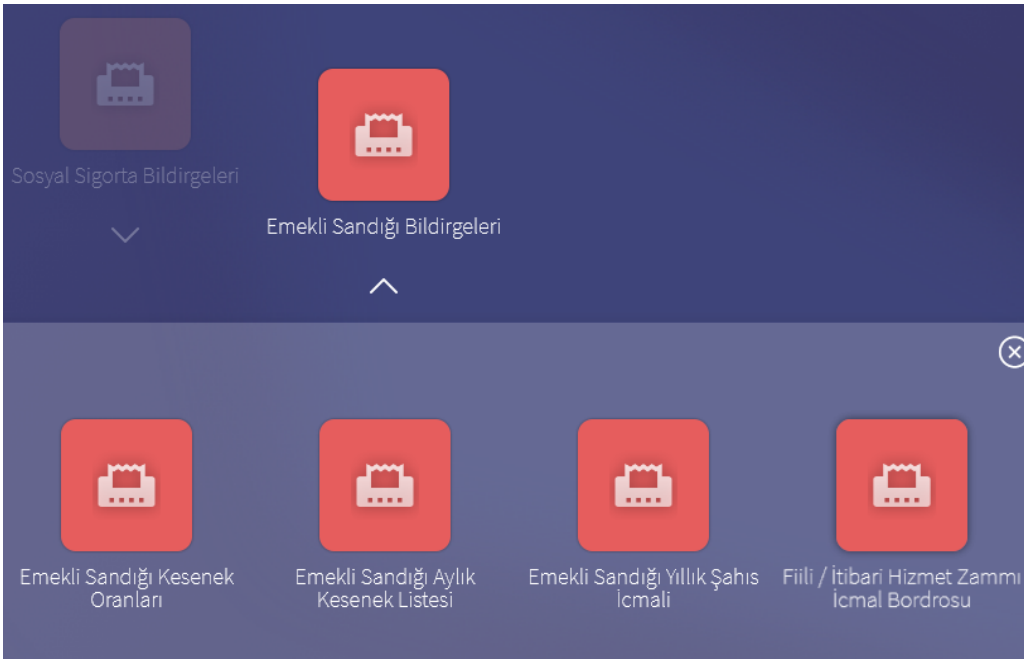 Sosyal Sigorta Bildirgeleri
Emekli Sandığı Bildirgeleri
Emekli Sandığı Kesenek
Oranları
Emekli Sandığı Aylık
Kesenek Listesi
Emekli Sandığı Yıllık Şahıs
İcmali
Fiili / İtibari Hizmet Zammı
İcmal Bordrosu